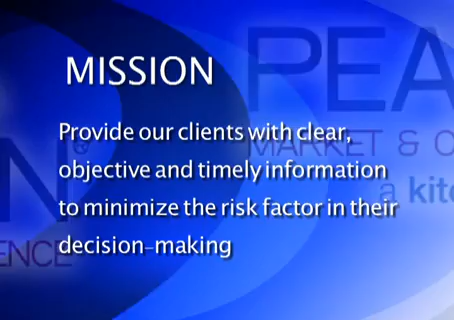 MISSION
PEA
Provide our clients with clear,
MARKET & O
objective and timely information
N®
a kit
to minimize the risk factor in their
decision-making
ENCE